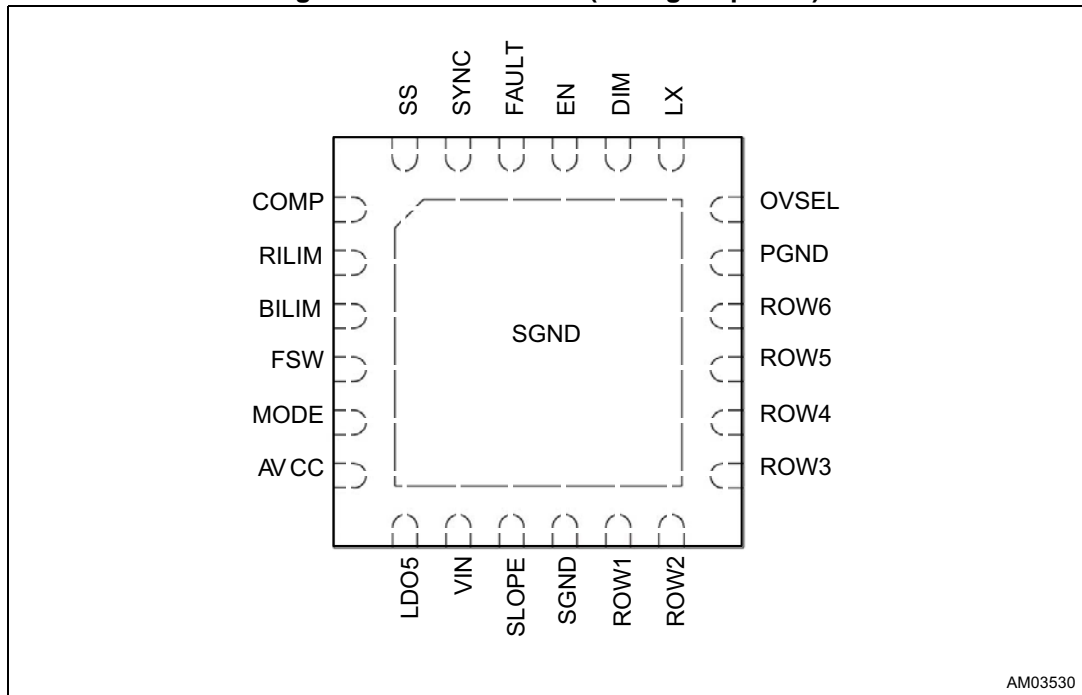 SS
SYNC
FAULT
EN
DIM
LX
COMP
RILIM
BILIM
FSW
MODE
AVCC
SGND
OVSEL
PGND
ROW6
ROW5
ROW4
ROW3
LDO5
VIN
SLOPE
SGND
ROW1
ROW2
AM03530